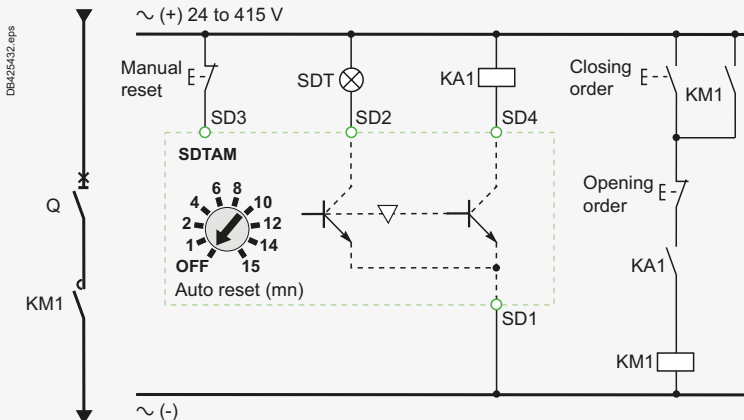 ∿ (+) 24 to 415 V
DB425432.eps
Manual
reset
SDT
KA1
Closing
order
KM1
SD3
SD2
SD4
SDTAM
Q
6 8
4 10
2 12
1 14
OFF 15
Auto reset (mn)
Opening
order
KA1
KM1
SD1
KM1
∿ (-)